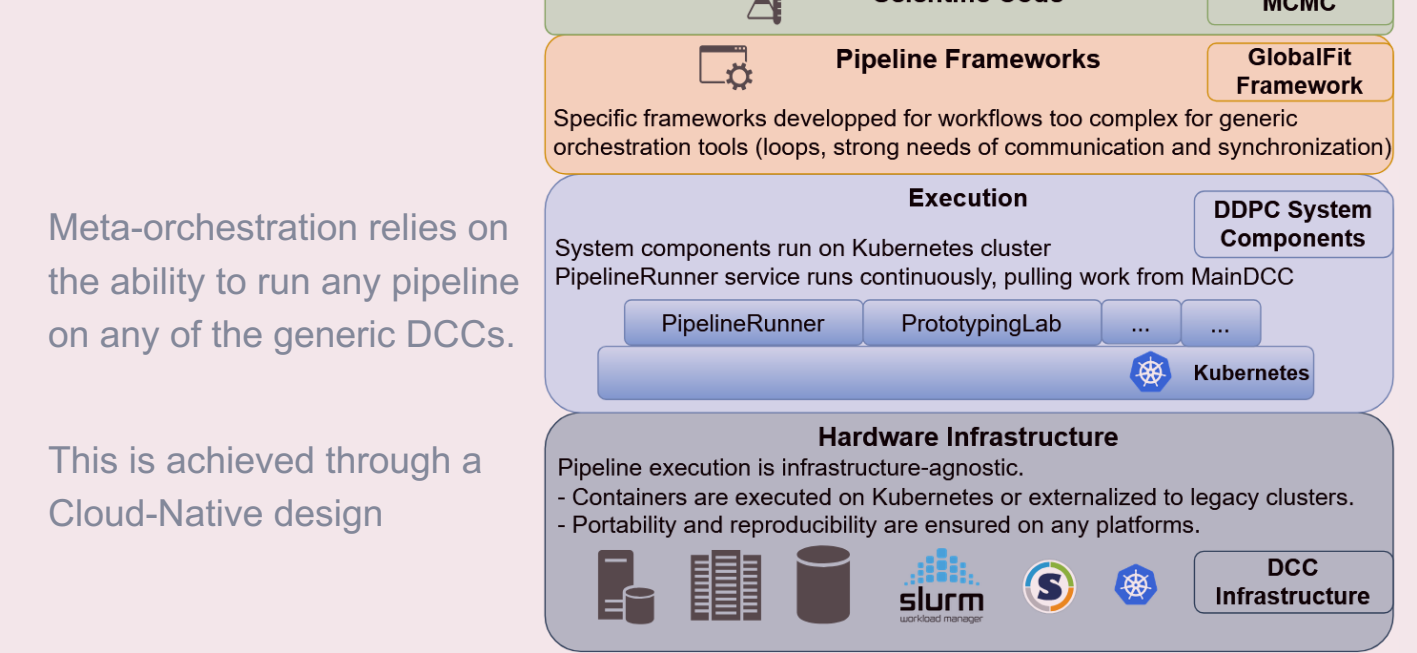 Scientific Code
MCMC
Pipeline Frameworks
GlobalFit
Framework
Specific frameworks developped for workflows too complex for generic
orchestration tools (loops, strong needs of communication and synchronization)
Meta-orchestration relies on
the ability to run any pipeline
on any of the generic DCCs.
This is achieved through a
Cloud-Native design
Execution
DDPC System
Components
System components run on Kubernetes cluster
PipelineRunner service runs continuously, pulling work from MainDCC
PipelineRunner
PrototypingLab
...
...
Kubernetes
Hardware Infrastructure
Pipeline execution is infrastructure-agnostic.
- Containers are executed on Kubernetes or externalized to legacy clusters.
- Portability and reproducibility are ensured on any platforms.
slurm
workload manager
S
DCC
Infrastructure